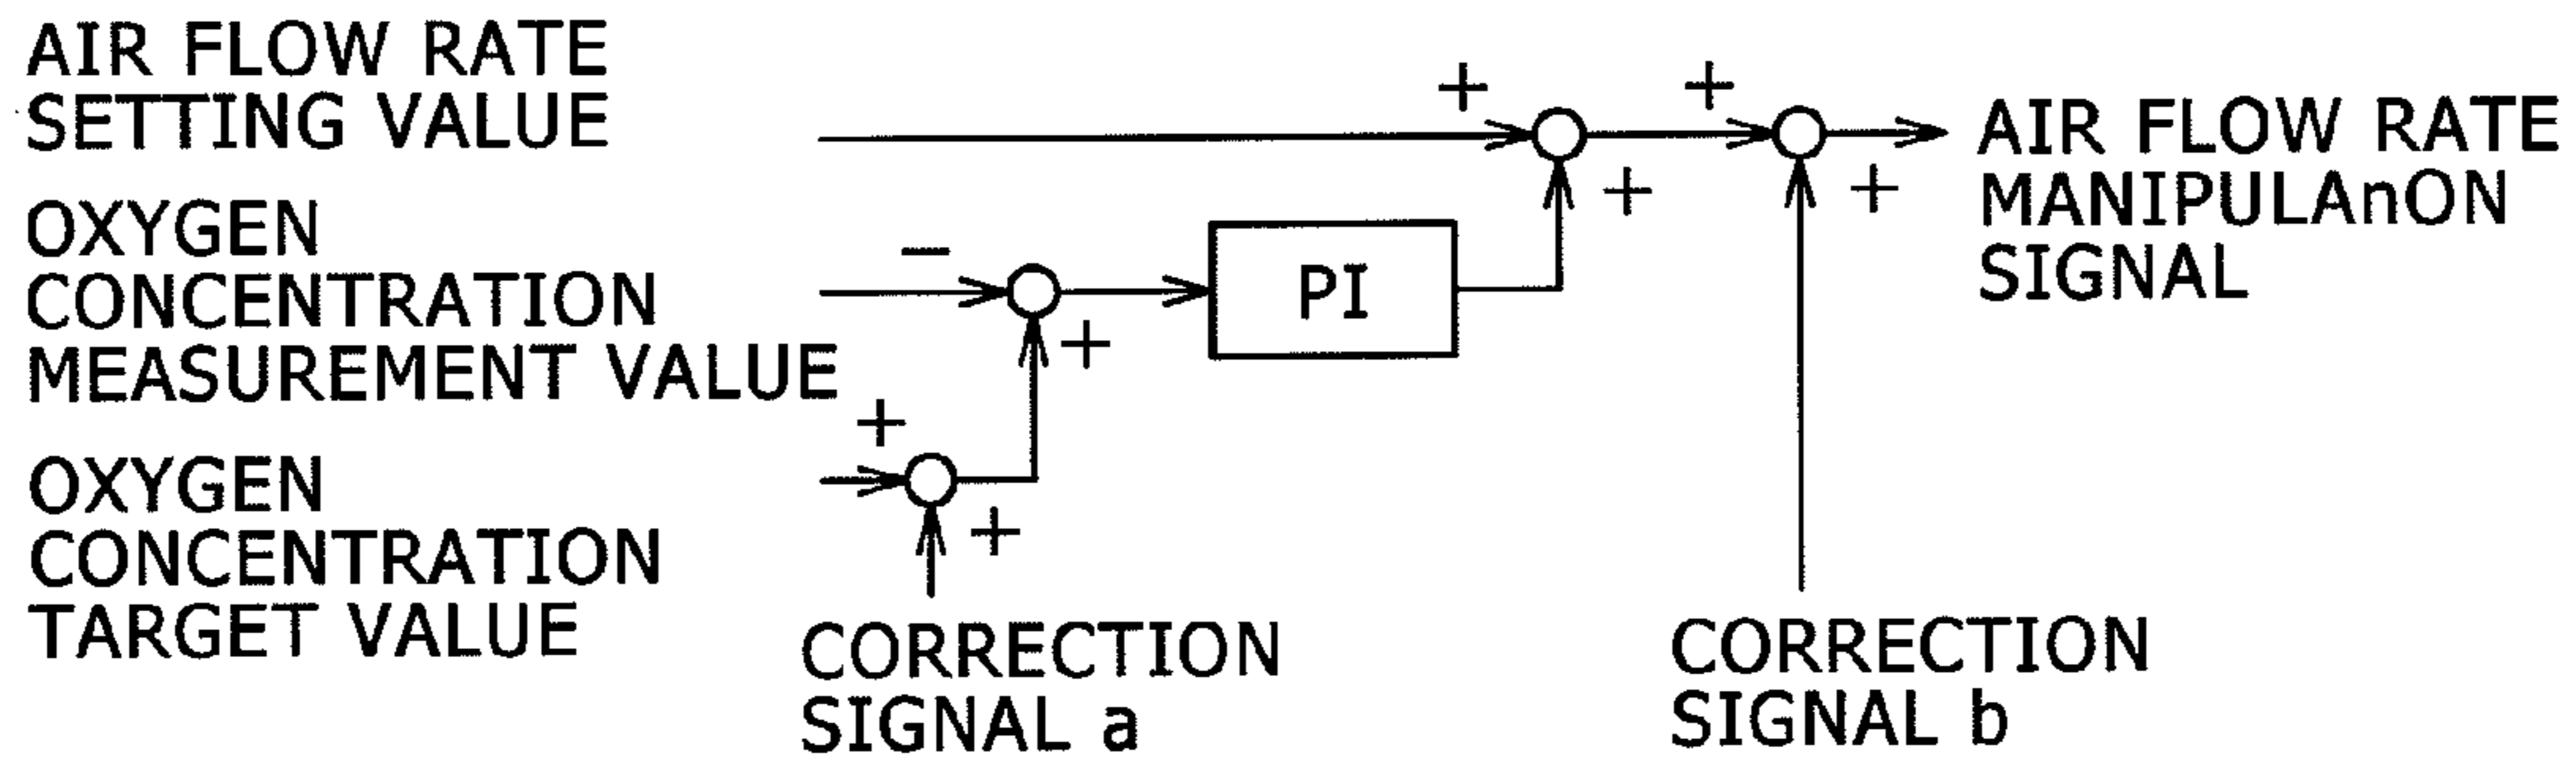 AIR FLOW RATE
SETTING VALUE
+
+
+
+
AIR FLOW RATE
MANIPULAnON
SIGNAL
OXYGEN
CONCENTRATION
MEASUREMENT VALUE
−
+
PI
OXYGEN
CONCENTRATION
TARGET VALUE
+
+
CORRECTION
SIGNAL a
CORRECTION
SIGNAL b